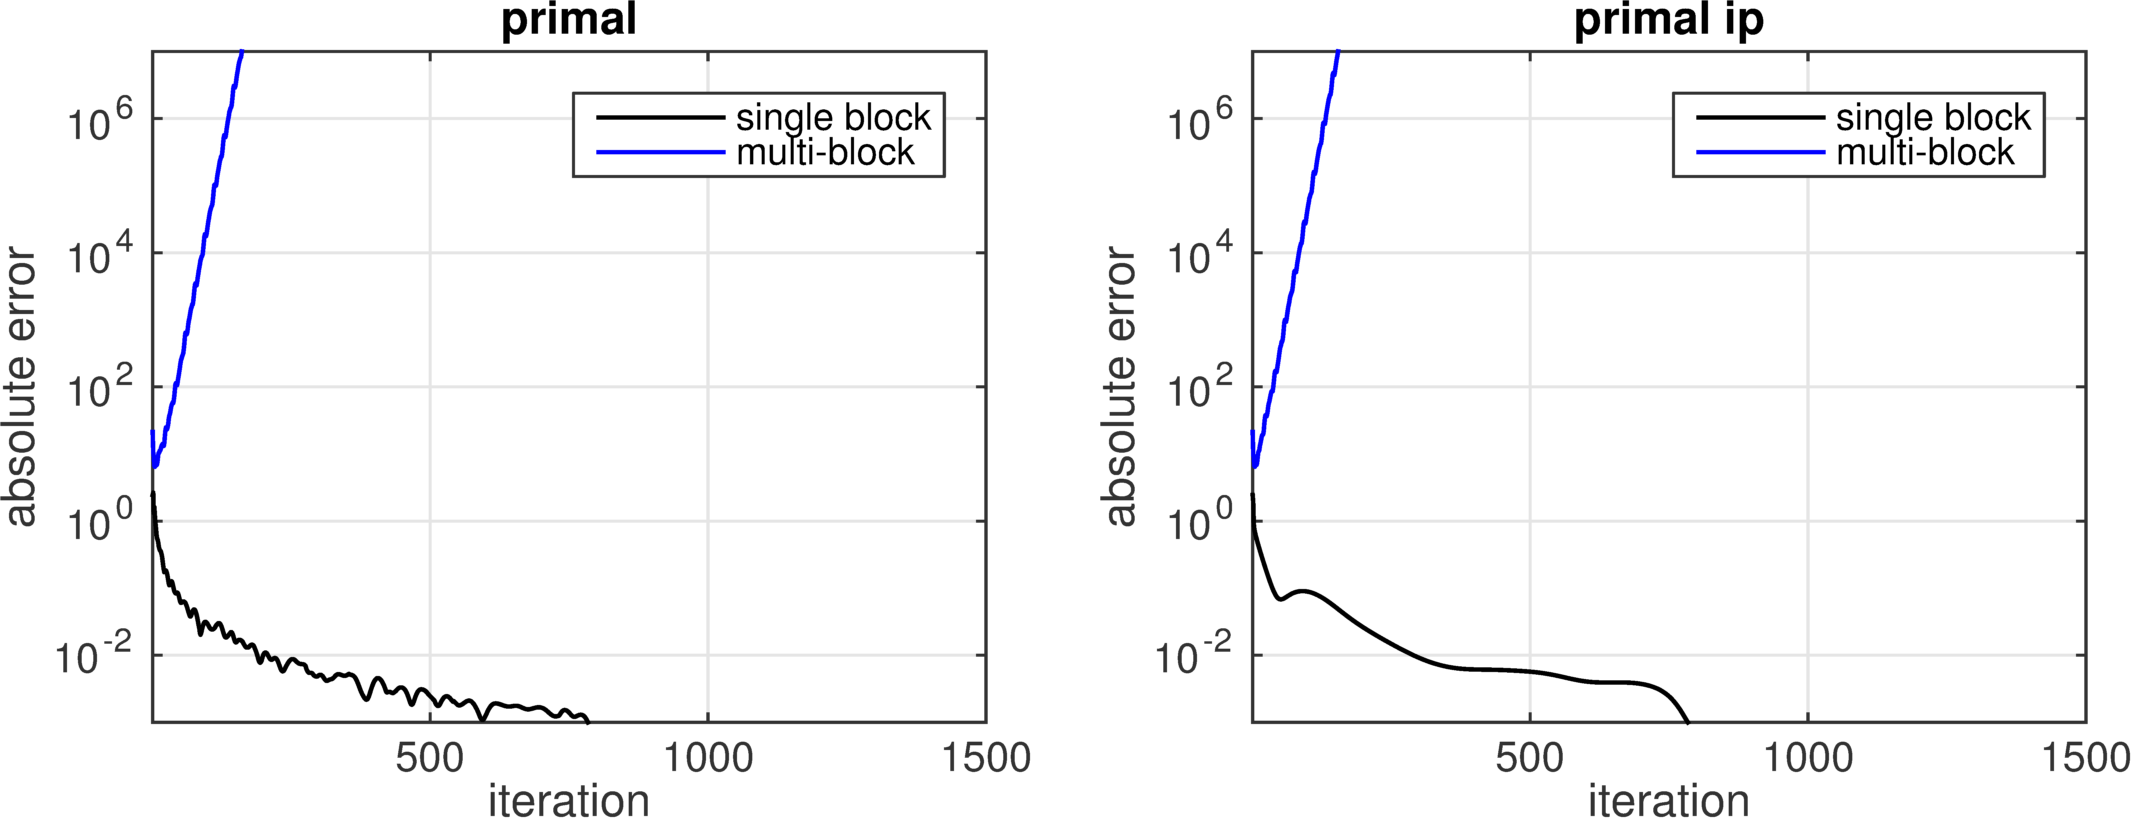 primal
absolute error
10^6
10^4
10^2
10^0
10^-2
single block
multi-block
500
1000
1500
iteration
primal ip
absolute error
10^6
10^4
10^2
10^0
10^-2
single block
multi-block
500
1000
1500
iteration